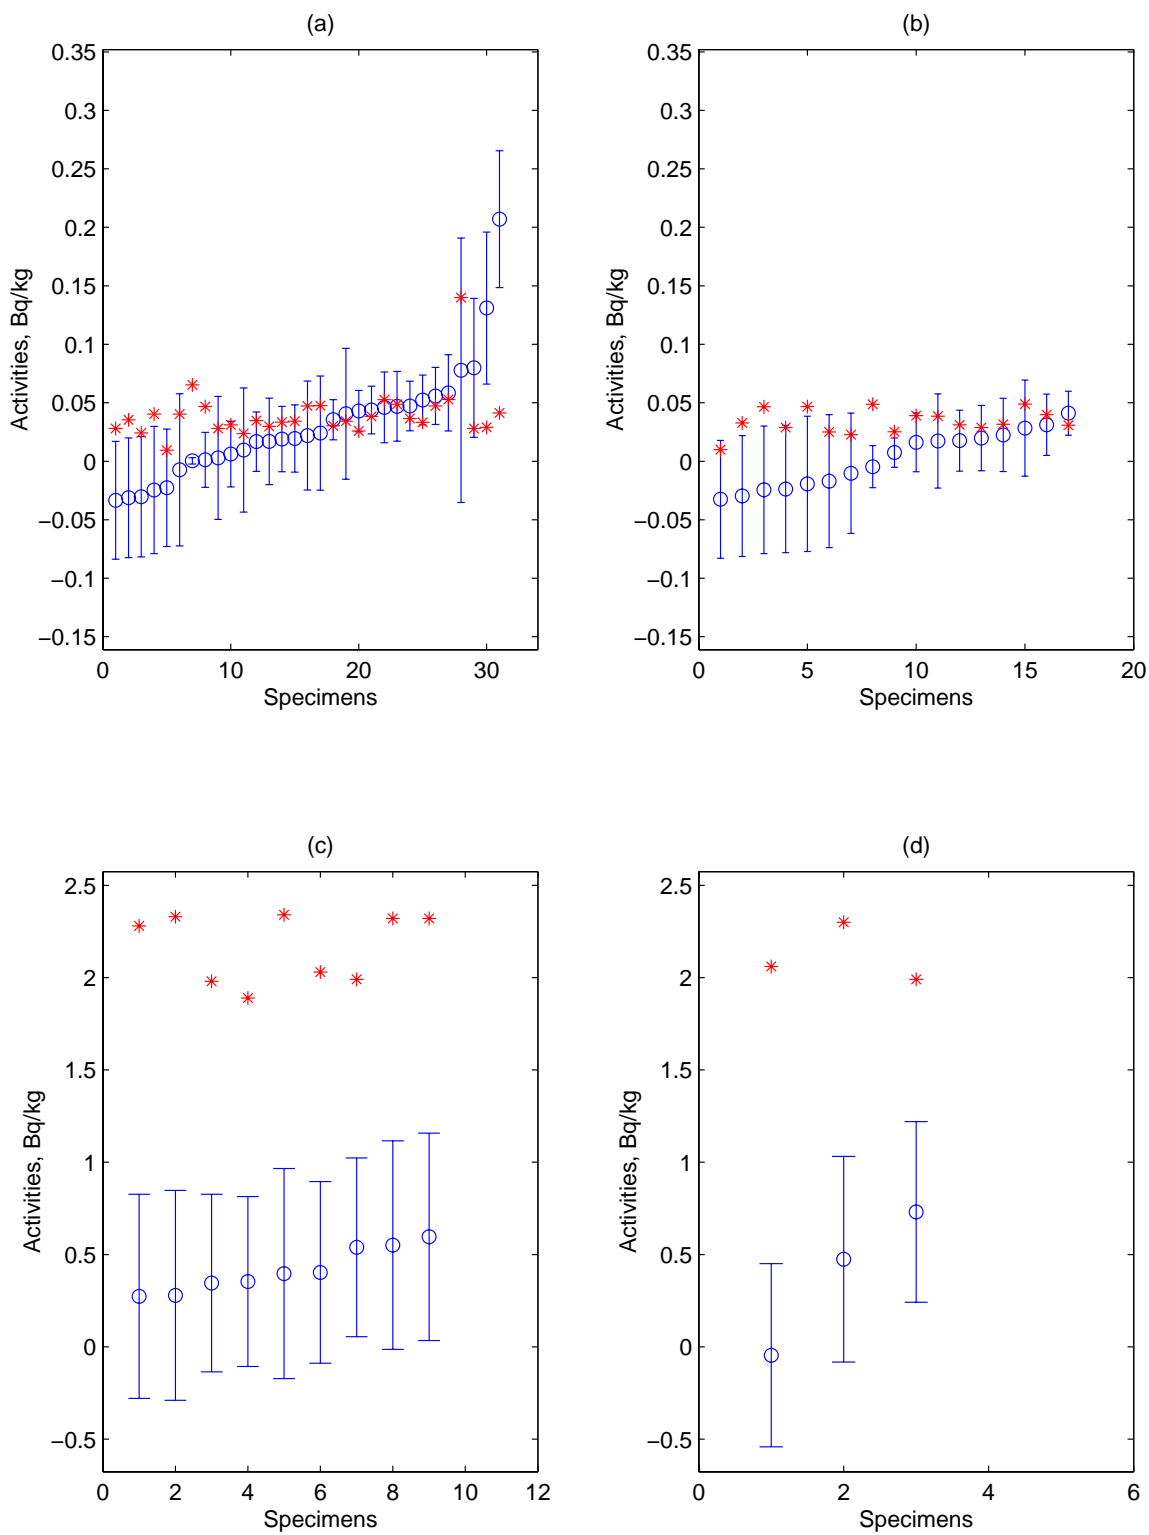 (a)
0.35
0.3
0.25
0.2
0.15
0.1
0.05
0
−0.05
−0.1
−0.15
Activities, Bq/kg
0 10 20 30
Specimens
(b)
0.35
0.3
0.25
0.2
0.15
0.1
0.05
0
−0.05
−0.1
−0.15
Activities, Bq/kg
0 5 10 15 20
Specimens
(c)
2.5
2
1.5
1
0.5
0
−0.5
Activities, Bq/kg
0 2 4 6 8 10 12
Specimens
(d)
2.5
2
1.5
1
0.5
0
−0.5
Activities, Bq/kg
0 2 4 6
Specimens